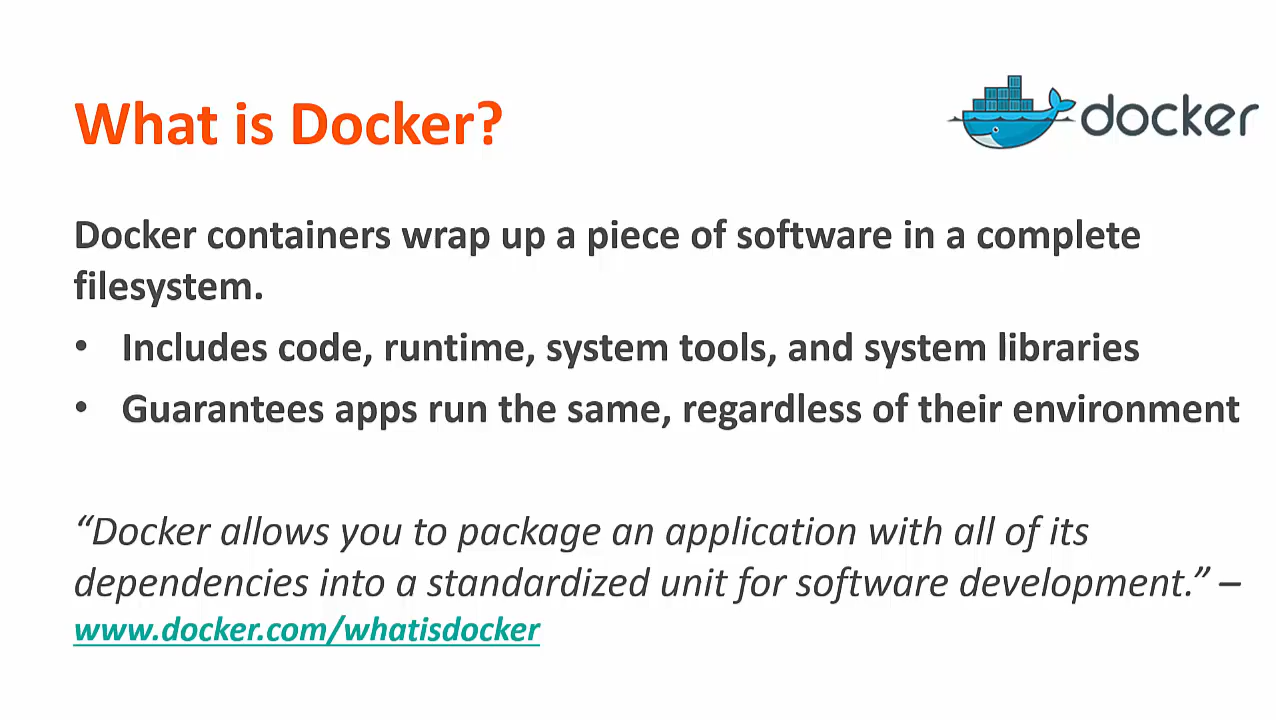 What is Docker?
docker
Docker containers wrap up a piece of software in a complete
filesystem.
• Includes code, runtime, system tools, and system libraries
• Guarantees apps run the same, regardless of their environment
“Docker allows you to package an application with all of its
dependencies into a standardized unit for software development.” –
www.docker.com/whatisdocker